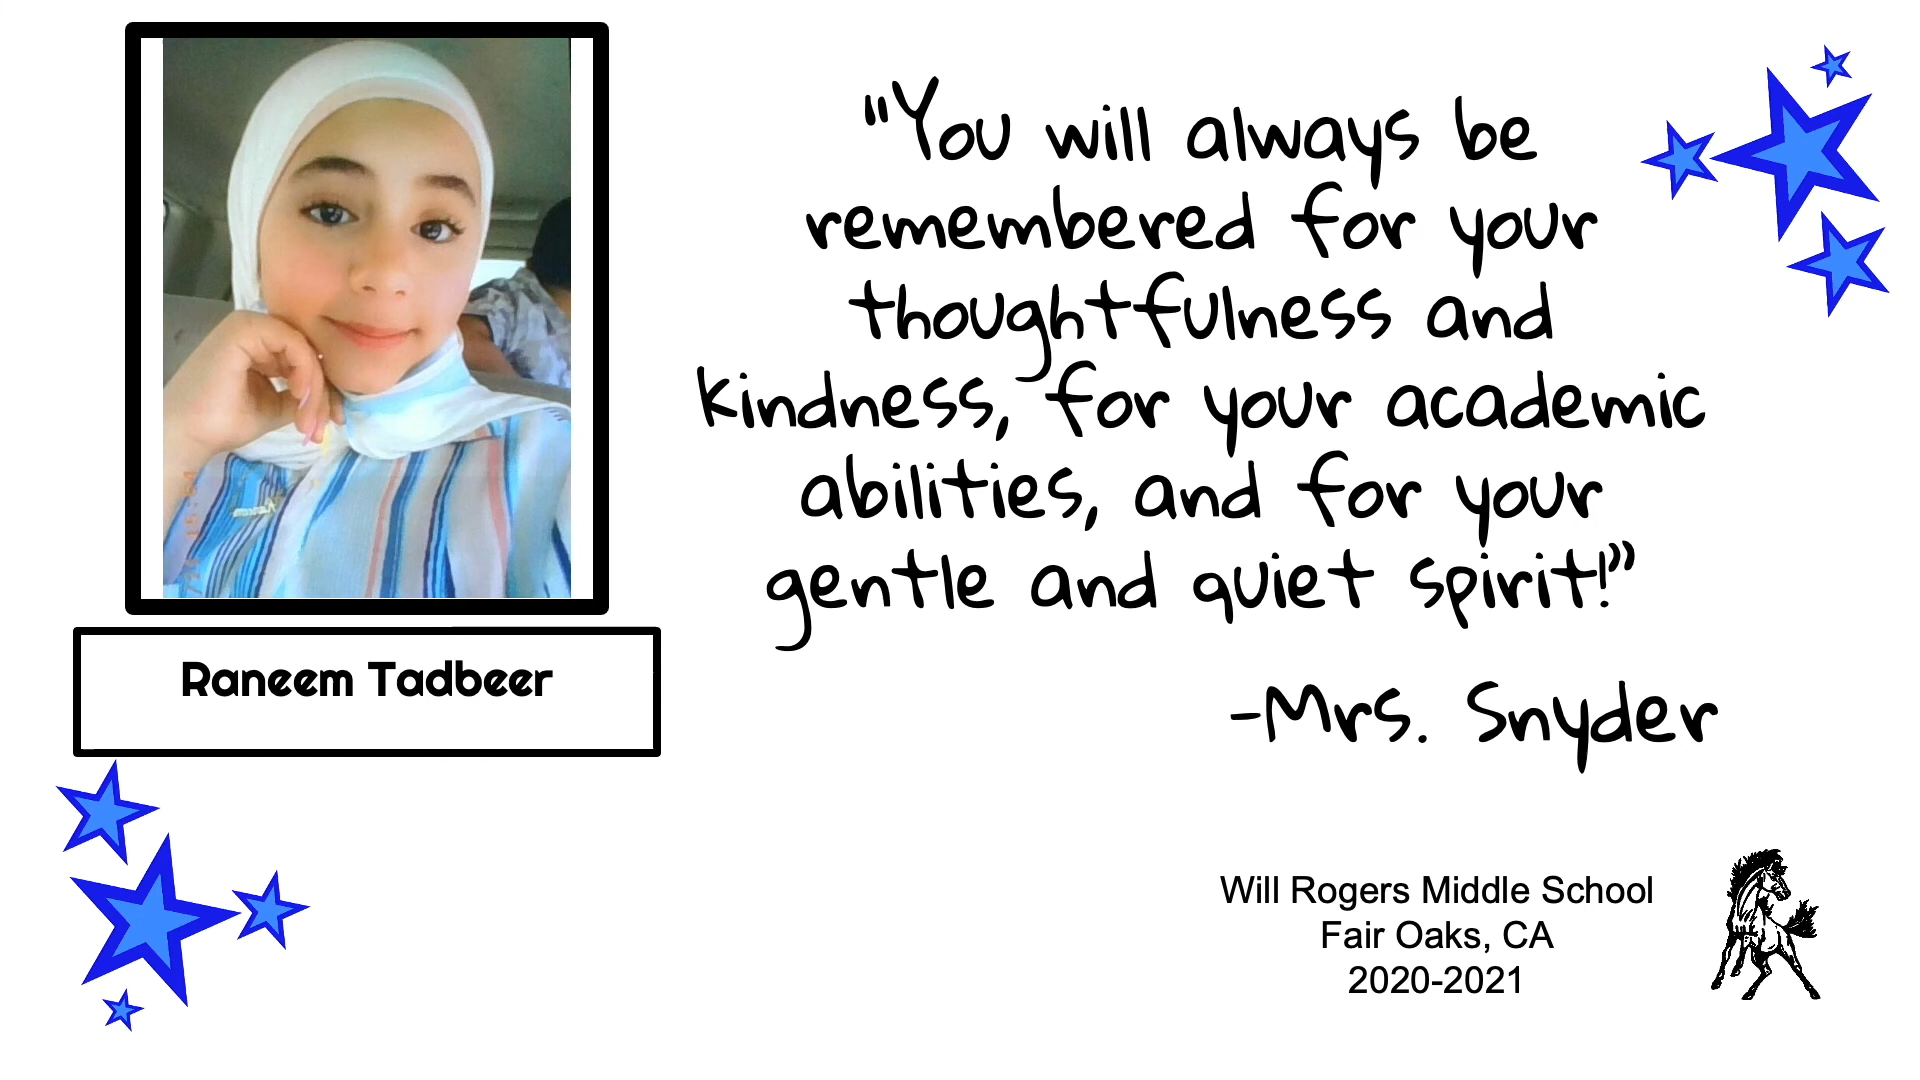 "You will always be
remembered for your
thoughtfulness and
kindness, for your academic
abilities, and for your
gentle and quiet spirit!”
-Mrs. Snyder
Raneem Tadbeer
Will Rogers Middle School
Fair Oaks, CA
2020-2021